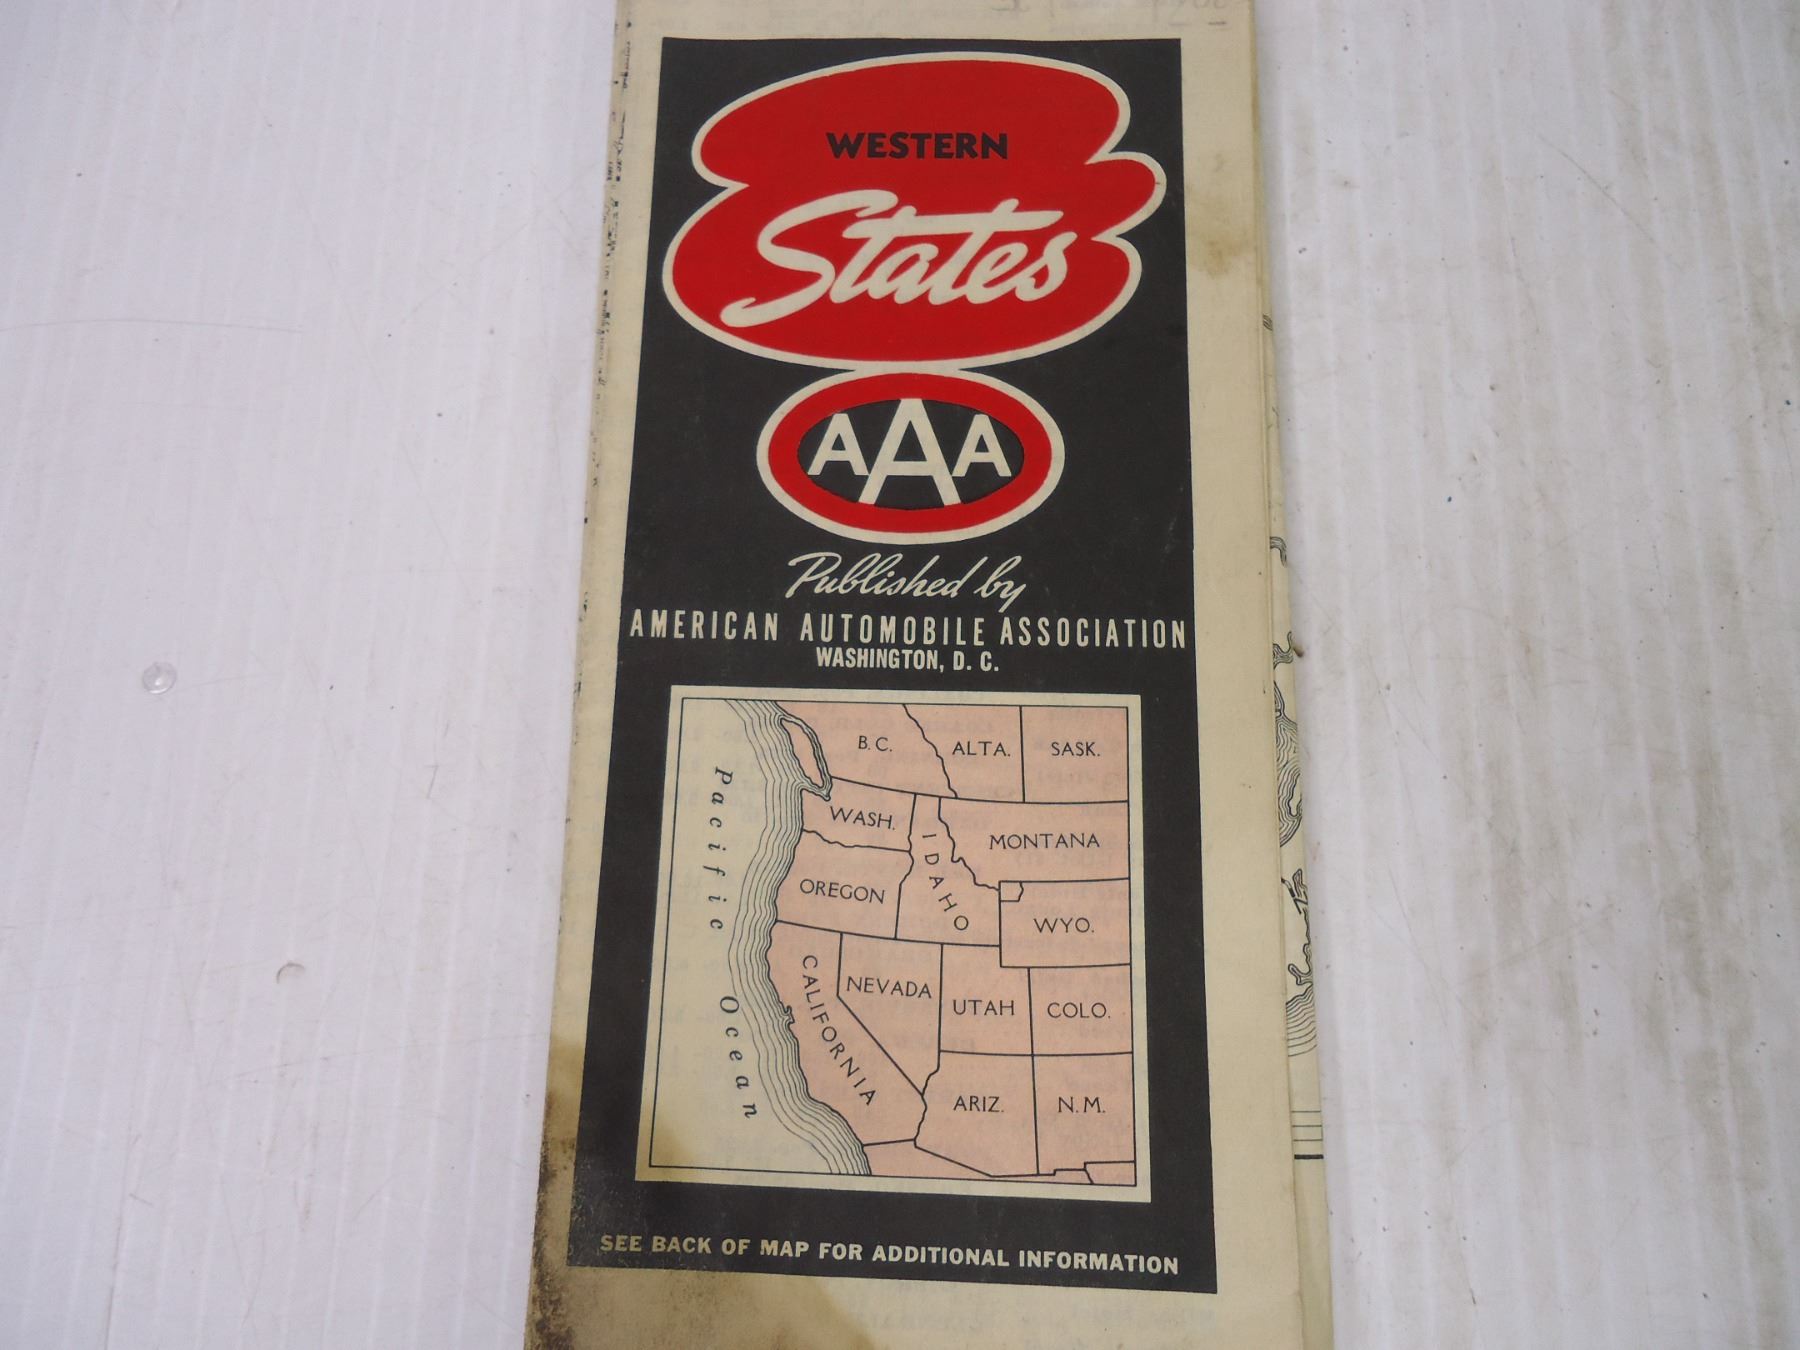 WESTERN
States
AAA
Published by
AMERICAN AUTOMOBILE ASSOCIATION
WASHINGTON, D. C.
B.C. ALTA. SASK.
WASH. IDAHO MONTANA
OREGON WYO.
Pacific Ocean
CALIFORNIA NEVADA UTAH COLO.
ARIZ. N.M.
SEE BACK OF MAP FOR ADDITIONAL INFORMATION